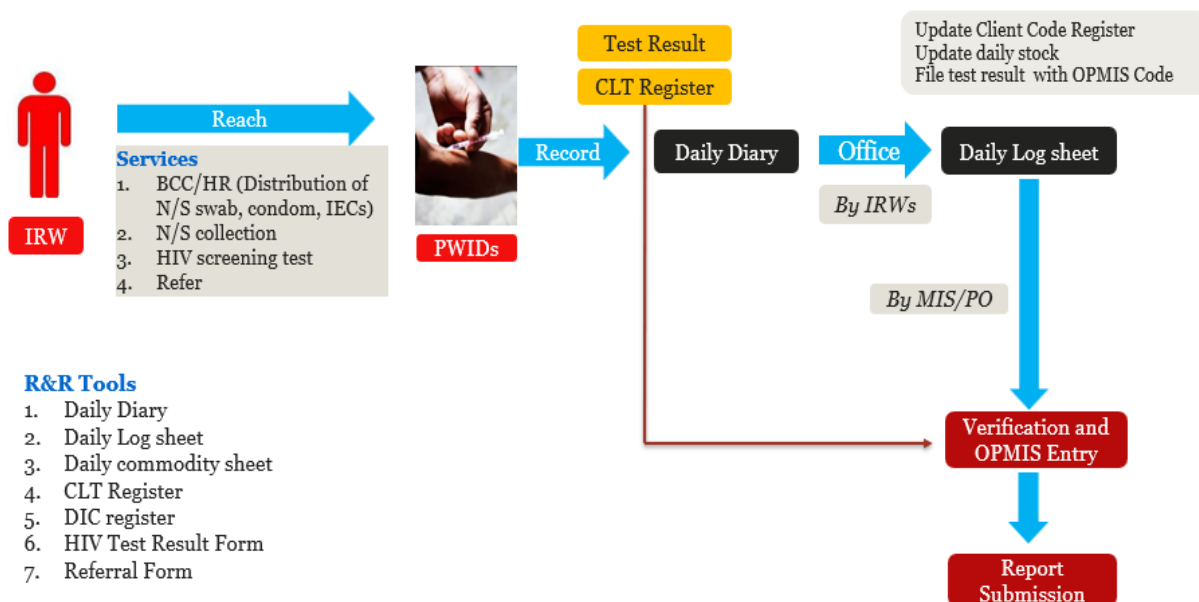 Test Result
CLT Register
Update Client Code Register
Update daily stock
File test result with OPMIS Code
Reach
Services
1. BCC/HR (Distribution of
N/S swab, condom, IECs)
2. N/S collection
3. HIV screening test
4. Refer
IRW
PWIDs
Record
Daily Diary
Office
By IRWs
Daily Log sheet
By MIS/PO
R&R Tools
1. Daily Diary
2. Daily Log sheet
3. Daily commodity sheet
4. CLT Register
5. DIC register
6. HIV Test Result Form
7. Referral Form
Verification and
OPMIS Entry
Report
Submission